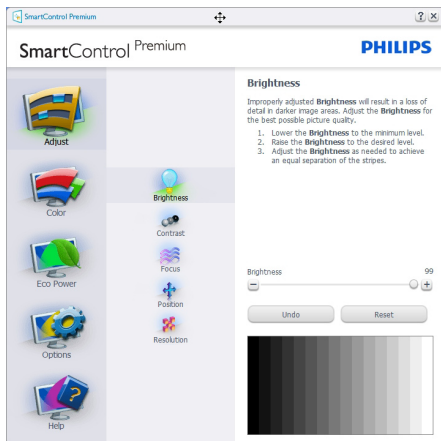 SmartControl Premium
? ×
SmartControl Premium
PHILIPS
Adjust
Color
Eco Power
Options
Help
Brightness
Contrast
Focus
Position
Resolution
Brightness
Improperly adjusted Brightness will result in a loss of
detail in darker image areas. Adjust the Brightness for
the best possible picture quality.
1. Lower the Brightness to the minimum level.
2. Raise the Brightness to the desired level.
3. Adjust the Brightness as needed to achieve
an equal separation of the stripes.
Brightness 99
Undo Reset